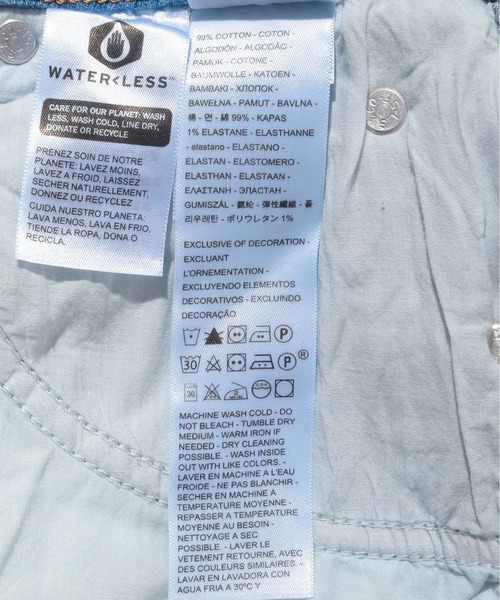 WATER<LESS™
CARE FOR OUR PLANET: WASH
LESS, WASH COLD, LINE DRY,
DONATE OR RECYCLE
PRENEZ SOIN DE NOTRE
PLANETE: LAVEZ MOINS,
LAVEZ A FROID, LAISSEZ
SECHER NATURELLEMENT,
DONNEZ OU RECYCLEZ
CUIDA NUESTRO PLANETA:
LAVA MENOS, LAVA EN FRIO,
TIENDE LA ROPA, DONA O
RECICLA.
99% COTTON - COTON -
ALGODÓN - ALGODÃO -
PAMUK - COTONE -
BAUMWOLLE - KATOEN -
BAMBAKI - ХЛОПОК -
BAWEŁNA - PAMUT - BAVLNA -
棉 - 면 - 綿 99% - KAPAS
1% ELASTANE - ELASTHANNE
- elastano - ELASTANO -
ELASTAN - ELASTOMERO -
ELASTHAN - ELASTAAN -
ΕΛΑΣΤΑΝΗ - ЭЛАСТАН -
GUMISZÁL - 氨纶 - 彈性纖維 - 폴
리우레탄 - ポリウレタン 1%
EXCLUSIVE OF DECORATION -
EXCLUANT
L'ORNEMENTATION -
EXCLUYENDO ELEMENTOS
DECORATIVOS - EXCLUINDO
DECORAÇÃO
P
30 P ®
30
MACHINE WASH COLD - DO
NOT BLEACH - TUMBLE DRY
MEDIUM - WARM IRON IF
NEEDED - DRY CLEANING
POSSIBLE. - WASH INSIDE
OUT WITH LIKE COLORS. -
LAVER EN MACHINE A L'EAU
FROIDE - NE PAS BLANCHIR -
SECHER EN MACHINE A
TEMPERATURE MOYENNE -
REPASSER A TEMPERATURE
MOYENNE AU BESOIN -
NETTOYAGE A SEC
POSSIBLE. - LAVER LE
VETEMENT RETOURNE, AVEC
DES COULEURS SIMILAIRES. -
LAVAR EN LAVADORA CON
AGUA FRIA A 30ºC Y